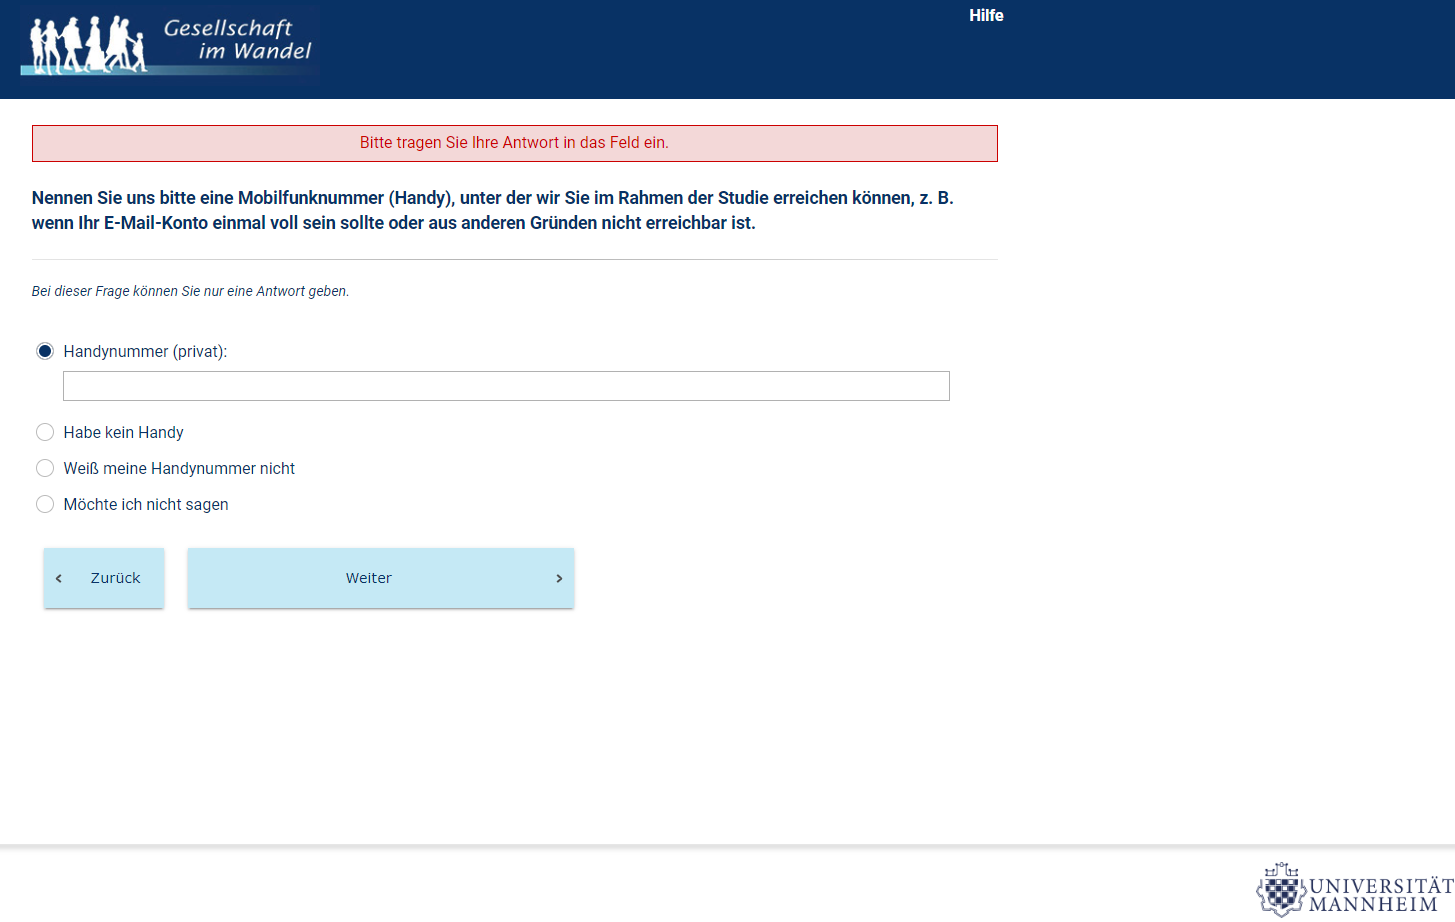 Gesellschaft
im Wandel
Hilfe
Bitte tragen Sie Ihre Antwort in das Feld ein.
Nennen Sie uns bitte eine Mobilfunknummer (Handy), unter der wir Sie im Rahmen der Studie erreichen können, z. B.
wenn Ihr E-Mail-Konto einmal voll sein sollte oder aus anderen Gründen nicht erreichbar ist.
Bei dieser Frage können Sie nur eine Antwort geben.
Handynummer (privat):
Habe kein Handy
Weiß meine Handynummer nicht
Möchte ich nicht sagen
Zurück
Weiter
UNIVERSITÄT
MANNHEIM